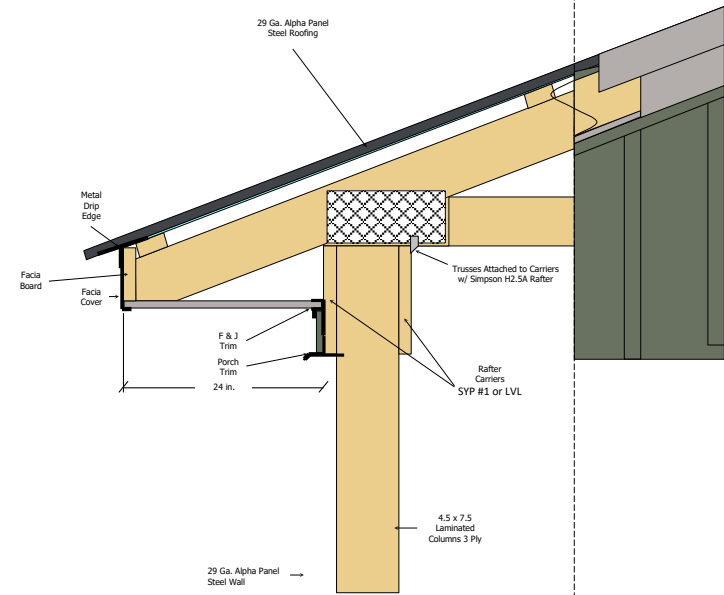 29 Ga. Alpha Panel
Steel Roofing
Metal
Drip
Edge
Facia
Board
Facia
Cover
Trusses Attached to Carriers
w/ Simpson H2.5A Rafter
F & J
Trim
Porch
Trim
24 in.
Rafter
Carriers
SYP #1 or LVL
4.5 x 7.5
Laminated
Columns 3 Ply
29 Ga. Alpha Panel
Steel Wall